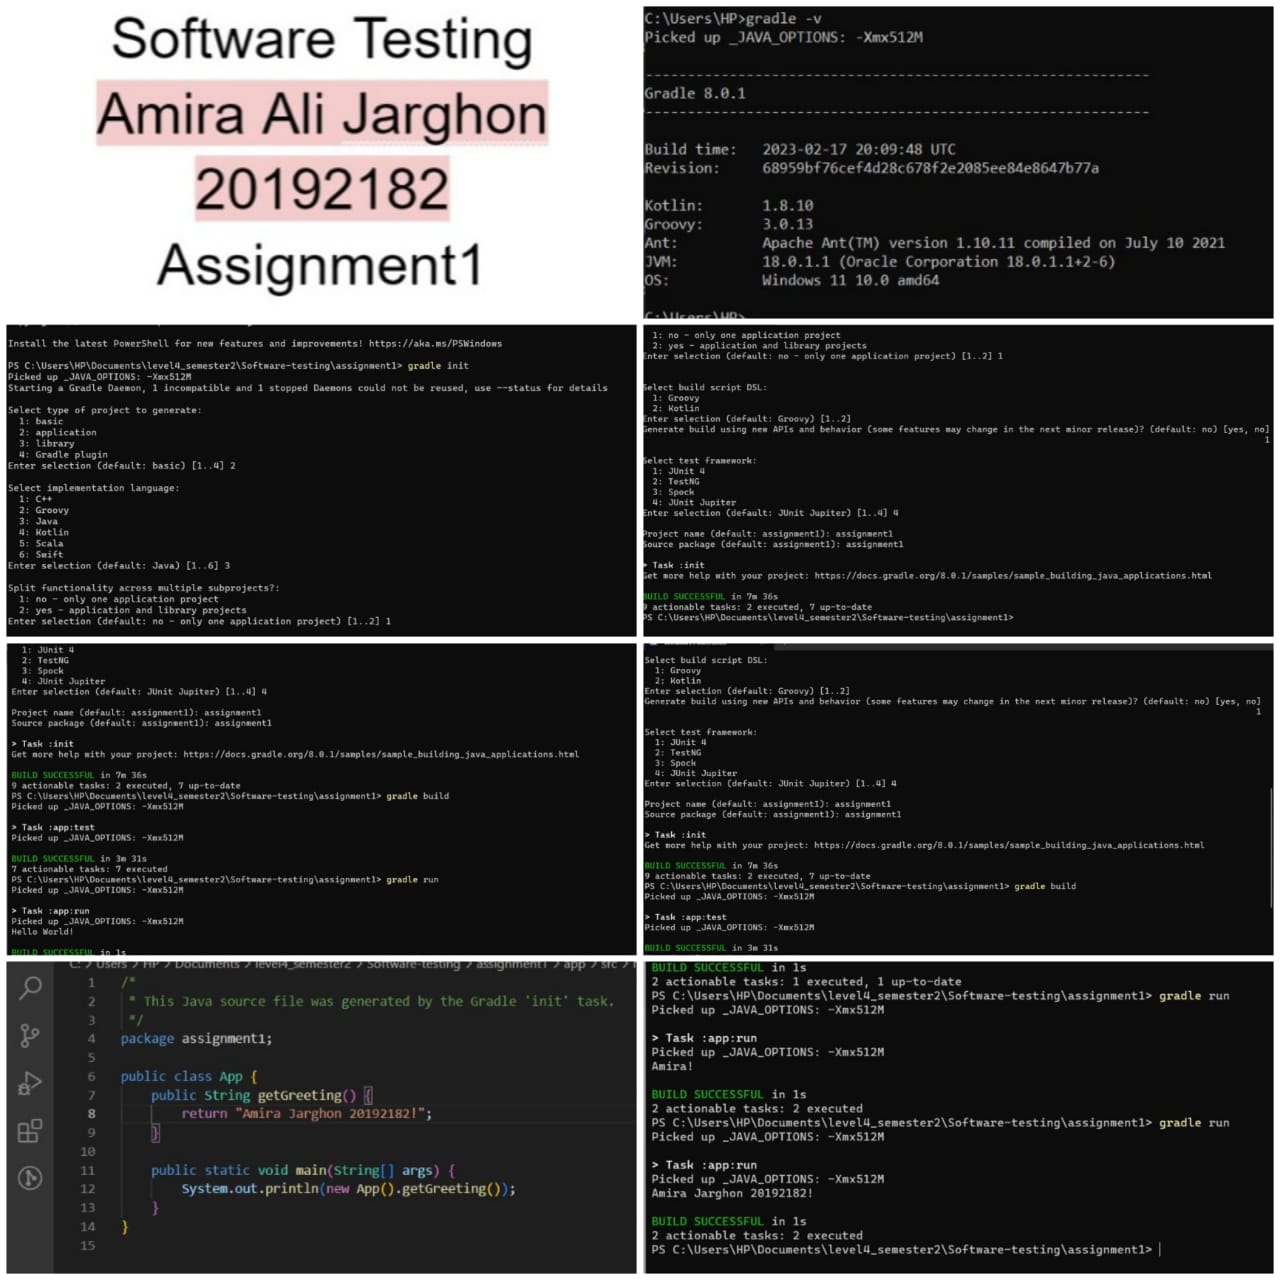 Software Testing
Amira Ali Jarghon
20192182
Assignment1
C:\Users\HP>gradle -v
Picked up _JAVA_OPTIONS: -Xmx512M
------------------------------------------------------------
Gradle 8.0.1
------------------------------------------------------------
Build time: 2023-02-17 20:09:48 UTC
Revision: 68959bf76cef4d28c678f2e2085ee84e8647b77a
Kotlin: 1.8.10
Groovy: 3.0.13
Ant: Apache Ant(TM) version 1.10.11 compiled on July 10 2021
JVM: 18.0.1.1 (Oracle Corporation 18.0.1.1+2-6)
OS: Windows 11 10.0 amd64
C:\Users\HP>
Install the latest PowerShell for new features and improvements! https://aka.ms/PSWindows
PS C:\Users\HP\Documents\level4_semester2\Software-testing\assignment1> gradle init
Picked up _JAVA_OPTIONS: -Xmx512M
Starting a Gradle Daemon, 1 incompatible and 1 stopped Daemons could not be reused, use --status for details
Select type of project to generate:
1: basic
2: application
3: library
4: Gradle plugin
Enter selection (default: basic) [1..4] 2
Select implementation language:
1: C++
2: Groovy
3: Java
4: Kotlin
5: Scala
6: Swift
Enter selection (default: Java) [1..6] 3
Split functionality across multiple subprojects?:
1: no - only one application project
2: yes - application and library projects
Enter selection (default: no - only one application project) [1..2] 1
1: no - only one application project
2: yes - application and library projects
Enter selection (default: no - only one application project) [1..2] 1
Select build script DSL:
1: Groovy
2: Kotlin
Enter selection (default: Groovy) [1..2]
Generate build using new APIs and behavior (some features may change in the next minor release)? (default: no) [yes, no]
1
Select test framework:
1: JUnit 4
2: TestNG
3: Spock
4: JUnit Jupiter
Enter selection (default: JUnit Jupiter) [1..4] 4
Project name (default: assignment1): assignment1
Source package (default: assignment1): assignment1
> Task :init
Get more help with your project: https://docs.gradle.org/8.0.1/samples/sample_building_java_applications.html
BUILD SUCCESSFUL in 7m 36s
9 actionable tasks: 2 executed, 7 up-to-date
PS C:\Users\HP\Documents\level4_semester2\Software-testing\assignment1>
1: JUnit 4
2: TestNG
3: Spock
4: JUnit Jupiter
Enter selection (default: JUnit Jupiter) [1..4] 4
Project name (default: assignment1): assignment1
Source package (default: assignment1): assignment1
> Task :init
Get more help with your project: https://docs.gradle.org/8.0.1/samples/sample_building_java_applications.html
BUILD SUCCESSFUL in 7m 36s
9 actionable tasks: 2 executed, 7 up-to-date
PS C:\Users\HP\Documents\level4_semester2\Software-testing\assignment1> gradle build
Picked up _JAVA_OPTIONS: -Xmx512M
> Task :app:test
Picked up _JAVA_OPTIONS: -Xmx512M
BUILD SUCCESSFUL in 3m 31s
7 actionable tasks: 7 executed
PS C:\Users\HP\Documents\level4_semester2\Software-testing\assignment1> gradle run
Picked up _JAVA_OPTIONS: -Xmx512M
> Task :app:run
Picked up _JAVA_OPTIONS: -Xmx512M
Hello World!
BUILD SUCCESSFUL in 1s
Select build script DSL:
1: Groovy
2: Kotlin
Enter selection (default: Groovy) [1..2]
Generate build using new APIs and behavior (some features may change in the next minor release)? (default: no) [yes, no]
1
Select test framework:
1: JUnit 4
2: TestNG
3: Spock
4: JUnit Jupiter
Enter selection (default: JUnit Jupiter) [1..4] 4
Project name (default: assignment1): assignment1
Source package (default: assignment1): assignment1
> Task :init
Get more help with your project: https://docs.gradle.org/8.0.1/samples/sample_building_java_applications.html
BUILD SUCCESSFUL in 7m 36s
9 actionable tasks: 2 executed, 7 up-to-date
PS C:\Users\HP\Documents\level4_semester2\Software-testing\assignment1> gradle build
Picked up _JAVA_OPTIONS: -Xmx512M
> Task :app:test
Picked up _JAVA_OPTIONS: -Xmx512M
BUILD SUCCESSFUL in 3m 31s
C: > Users > HP > Documents > level4_semester2 > Software-testing > assignment1 > app > src >
1 /*
2 * This Java source file was generated by the Gradle 'init' task.
3 */
4 package assignment1;
5
6 public class App {
7 public String getGreeting() {
8 return "Amira Jarghon 20192182!";
9 }
10
11 public static void main(String[] args) {
12 System.out.println(new App().getGreeting());
13 }
14 }
15
BUILD SUCCESSFUL in 1s
2 actionable tasks: 1 executed, 1 up-to-date
PS C:\Users\HP\Documents\level4_semester2\Software-testing\assignment1> gradle run
Picked up _JAVA_OPTIONS: -Xmx512M
> Task :app:run
Picked up _JAVA_OPTIONS: -Xmx512M
Amira!
BUILD SUCCESSFUL in 1s
2 actionable tasks: 2 executed
PS C:\Users\HP\Documents\level4_semester2\Software-testing\assignment1> gradle run
Picked up _JAVA_OPTIONS: -Xmx512M
> Task :app:run
Picked up _JAVA_OPTIONS: -Xmx512M
Amira Jarghon 20192182!
BUILD SUCCESSFUL in 1s
2 actionable tasks: 2 executed
PS C:\Users\HP\Documents\level4_semester2\Software-testing\assignment1>